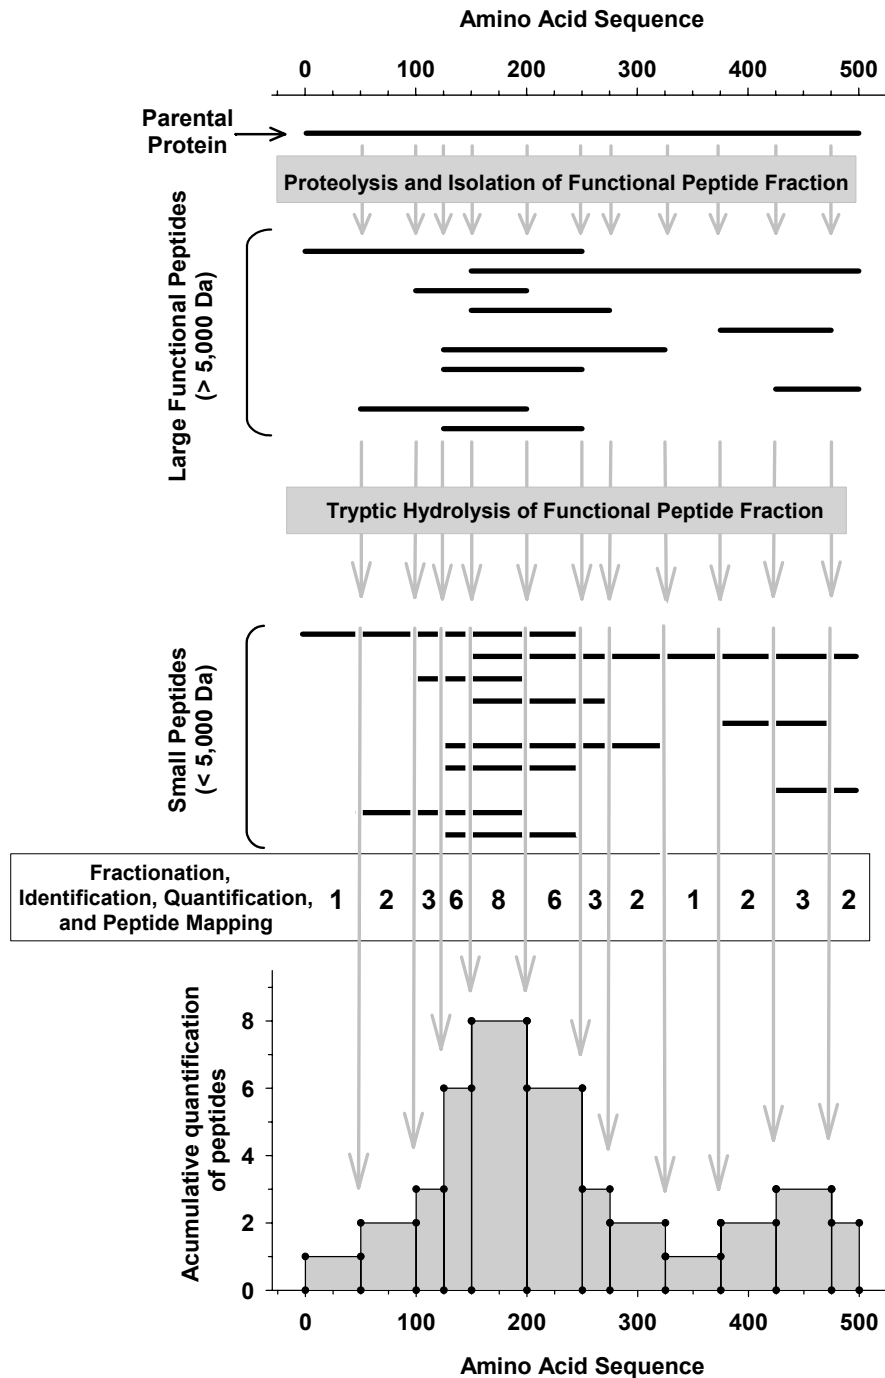 Amino Acid Sequence
0 100 200 300 400 500
Parental
Protein
Proteolysis and Isolation of Functional Peptide Fraction
Large Functional Peptides
(> 5,000 Da)
Tryptic Hydrolysis of Functional Peptide Fraction
Small Peptides
(< 5,000 Da)
Fractionation,
Identification, Quantification,
and Peptide Mapping
1 2 3 6 8 6 3 2 1 2 3 2
Acumulative quantification
of peptides
8
6
4
2
0
0 100 200 300 400 500
Amino Acid Sequence